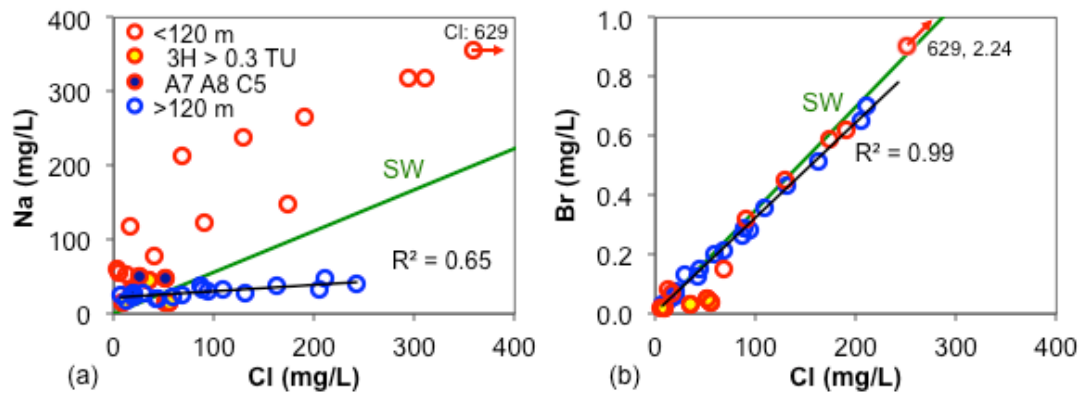 400
300
200
100
0
Na (mg/L)
<120 m
3H > 0.3 TU
A7 A8 C5
>120 m
Cl: 629
SW
R² = 0.65
0
100
200
300
400
(a)
Cl (mg/L)
1.0
0.8
0.6
0.4
0.2
0.0
Br (mg/L)
629, 2.24
SW
R² = 0.99
0
100
200
300
400
(b)
Cl (mg/L)